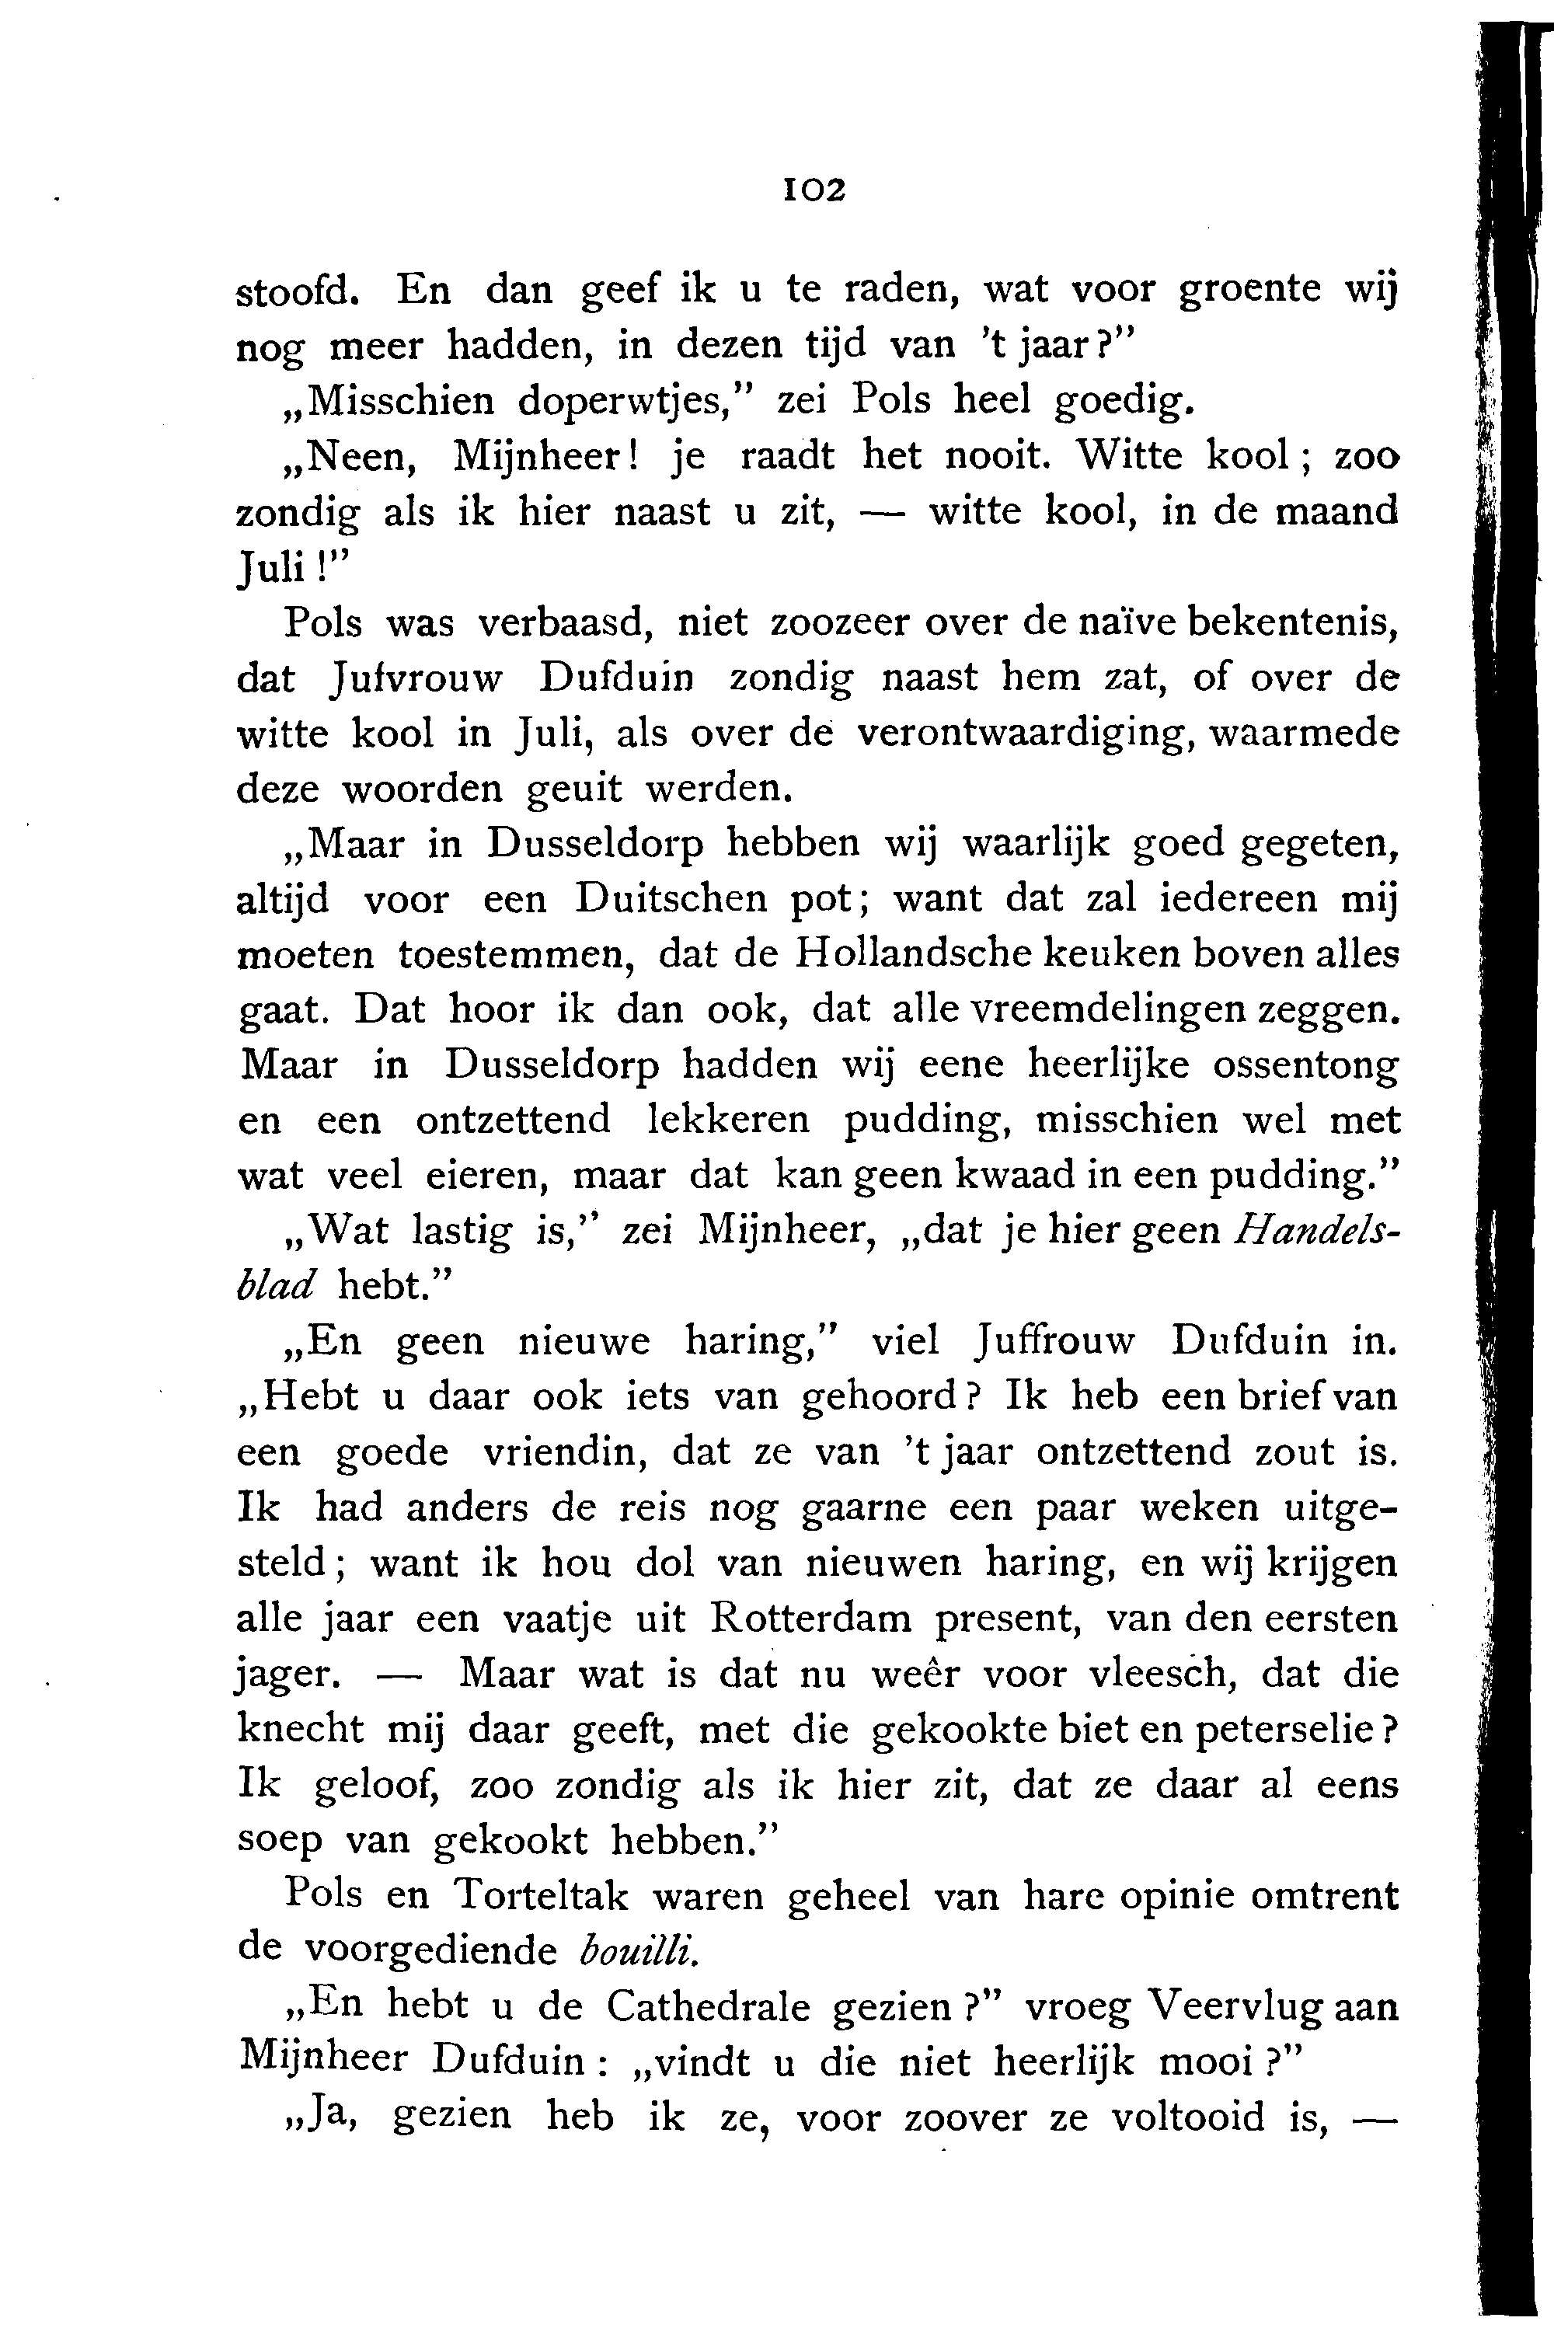 102
stoofd. En dan geef ik u te raden, wat voor groente wij
nog meer hadden, in dezen tijd van 't jaar?”
„Misschien doperwtjes,” zei Pols heel goedig.
„Neen, Mijnheer! je raadt het nooit. Witte kool; zoo
zondig als ik hier naast u zit, — witte kool, in de maand
Juli!”
Pols was verbaasd, niet zoozeer over de naïve bekentenis,
dat Jufvrouw Dufduin zondig naast hem zat, of over de
witte kool in Juli, als over de verontwaardiging, waarmede
deze woorden geuit werden.
„Maar in Dusseldorp hebben wij waarlijk goed gegeten,
altijd voor een Duitschen pot; want dat zal iedereen mij
moeten toestemmen, dat de Hollandsche keuken boven alles
gaat. Dat hoor ik dan ook, dat alle vreemdelingen zeggen.
Maar in Dusseldorp hadden wij eene heerlijke ossentong
en een ontzettend lekkeren pudding, misschien wel met
wat veel eieren, maar dat kan geen kwaad in een pudding.”
„Wat lastig is,” zei Mijnheer, „dat je hier geen Handels-
blad hebt.”
„En geen nieuwe haring,” viel Juffrouw Dufduin in.
„Hebt u daar ook iets van gehoord? Ik heb een brief van
een goede vriendin, dat ze van 't jaar ontzettend zout is.
Ik had anders de reis nog gaarne een paar weken uitge-
steld; want ik hou dol van nieuwen haring, en wij krijgen
alle jaar een vaatje uit Rotterdam present, van den eersten
jager. — Maar wat is dat nu weêr voor vleesch, dat die
knecht mij daar geeft, met die gekookte biet en peterselie?
Ik geloof, zoo zondig als ik hier zit, dat ze daar al eens
soep van gekookt hebben.”
Pols en Torteltak waren geheel van hare opinie omtrent
de voorgediende bouilli.
„En hebt u de Cathedrale gezien?” vroeg Veervlug aan
Mijnheer Dufduin: „vindt u die niet heerlijk mooi?”
„Ja, gezien heb ik ze, voor zoover ze voltooid is, —